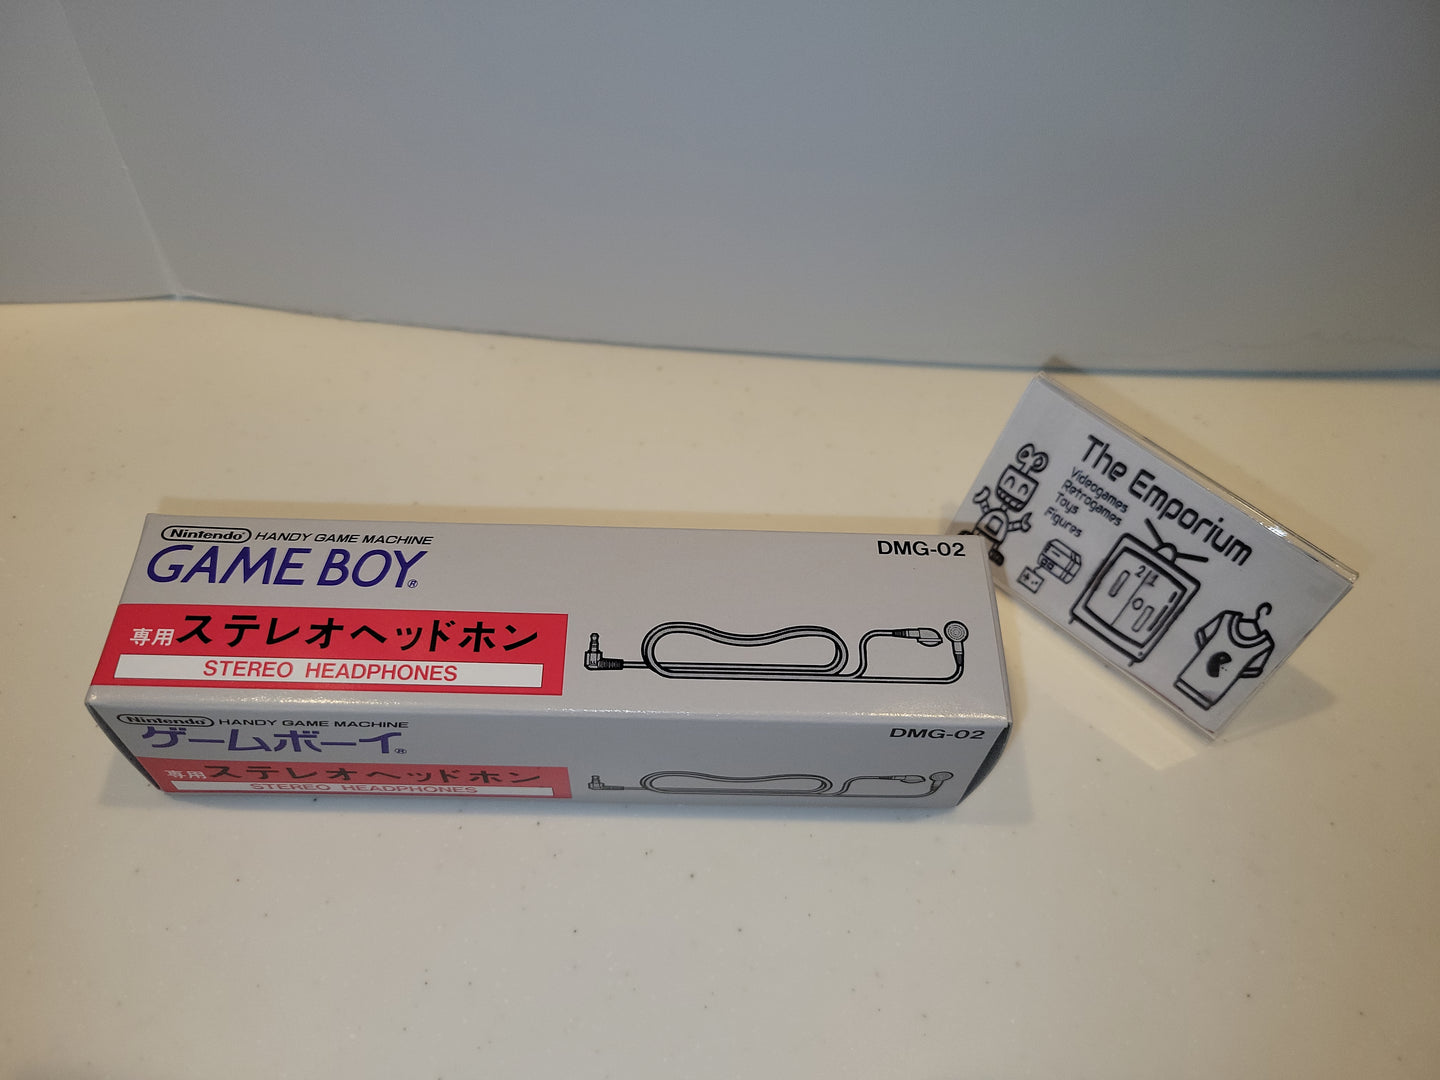 Nintendo HANDY GAME MACHINE
GAME BOY®
DMG-02
専用ステレオヘッドホン
STEREO HEADPHONES
Nintendo HANDY GAME MACHINE
ゲームボーイ®
DMG-02
専用ステレオヘッドホン
STEREO HEADPHONES
The Emporium
Videogames
Retrogames
Toys
Figures
21